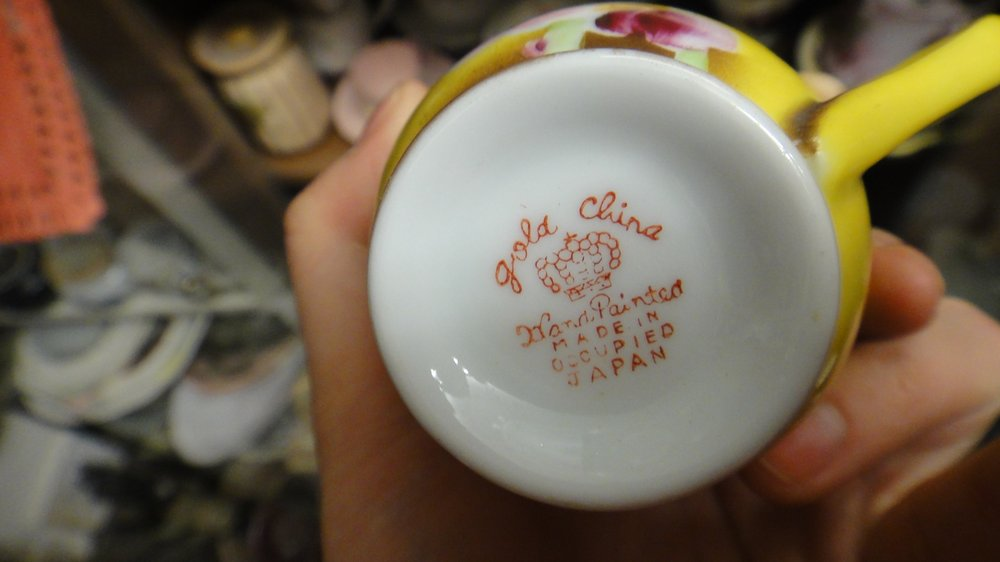 gold China
Hand Painted
MADE IN
OCCUPIED
JAPAN